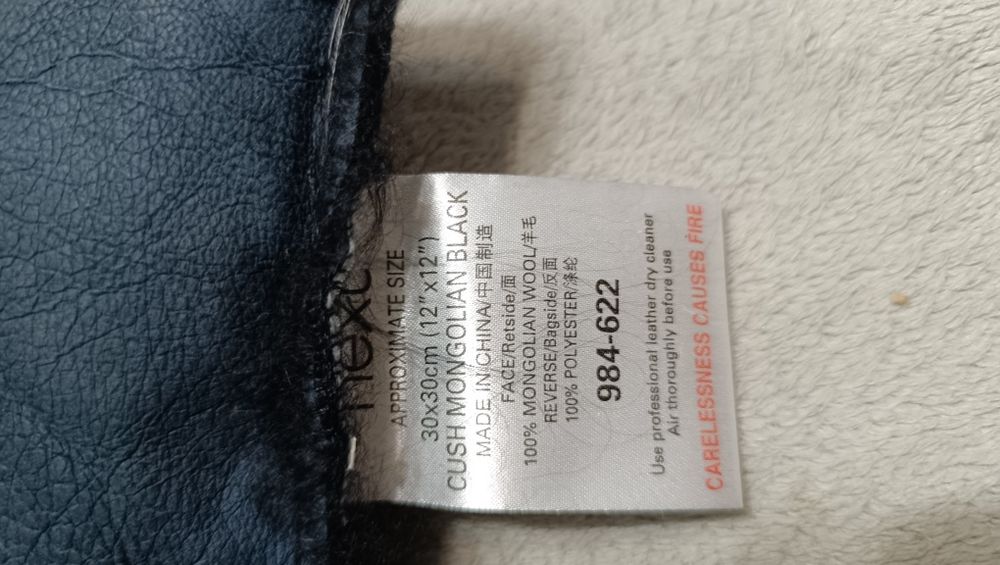 next
APPROXIMATE SIZE
30x30cm (12"x12")
CUSH MONGOLIAN BLACK
MADE IN CHINA/中国制造
FACE/Retside/面
100% MONGOLIAN WOOL/羊毛
REVERSE/Bagside/反面
100% POLYESTER/涤纶
984-622
Use professional leather dry cleaner
Air thoroughly before use
CARELESSNESS CAUSES FIRE